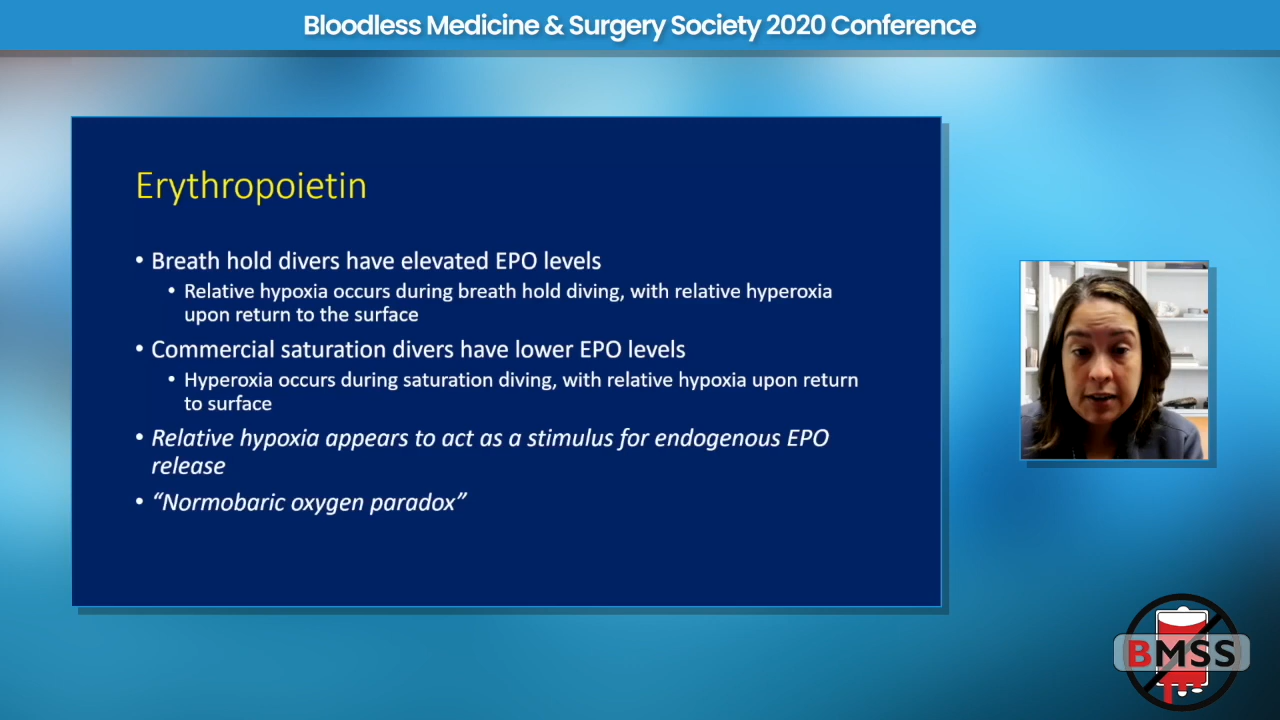 Bloodless Medicine & Surgery Society 2020 Conference
Erythropoietin
• Breath hold divers have elevated EPO levels
• Relative hypoxia occurs during breath hold diving, with relative hyperoxia
upon return to the surface
• Commercial saturation divers have lower EPO levels
• Hyperoxia occurs during saturation diving, with relative hypoxia upon return
to surface
• Relative hypoxia appears to act as a stimulus for endogenous EPO
release
• “Normobaric oxygen paradox”
BMSS